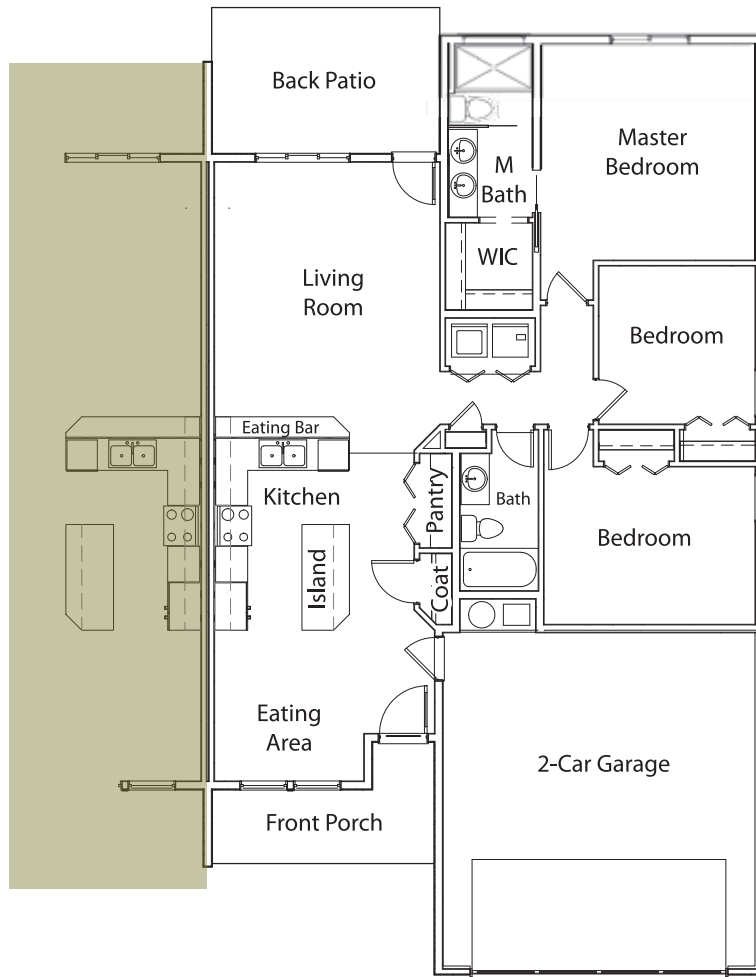 Back Patio
Master
Bedroom
M
Bath
WIC
Living
Room
Bedroom
Eating Bar
Kitchen
Pantry
Bath
Bedroom
Island
Coat
Eating
Area
2-Car Garage
Front Porch